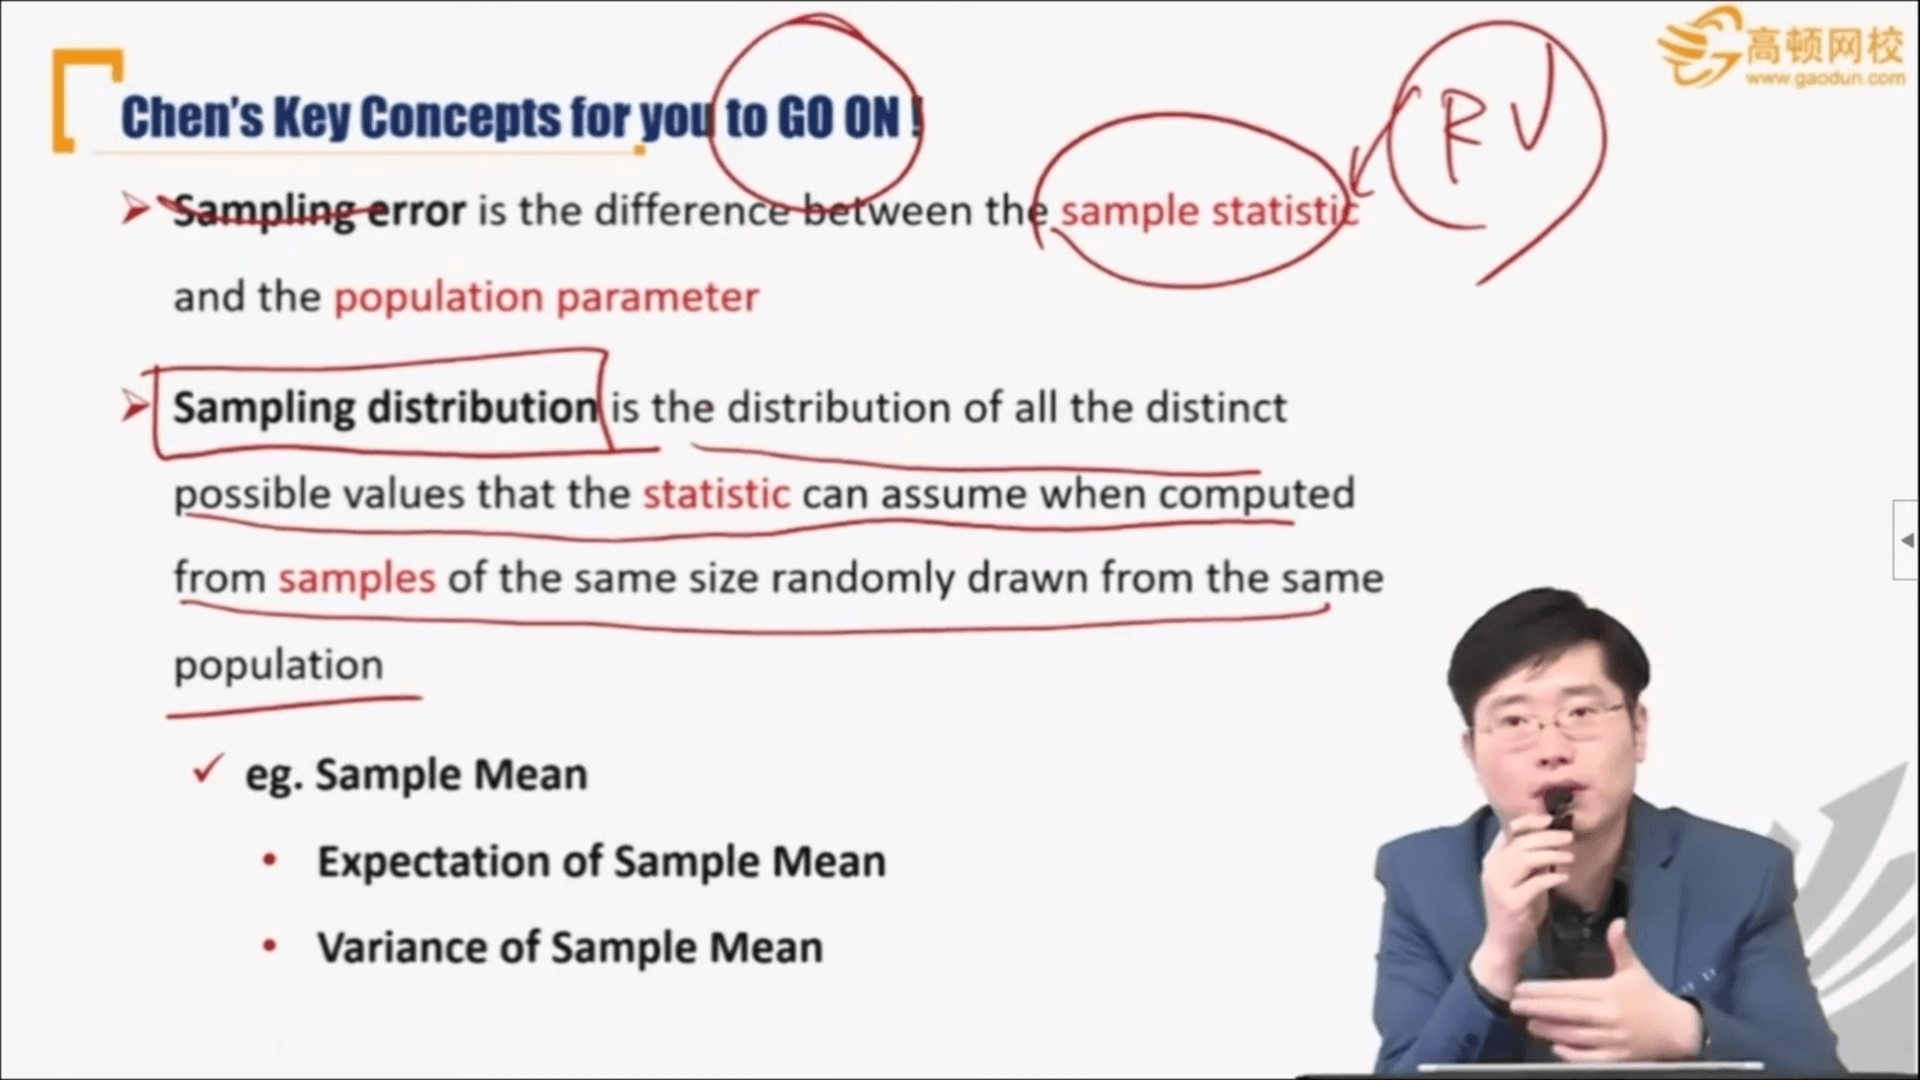 高顿网校
www.gaodun.com
Chen's Key Concepts for you to GO ON !
RV
Sampling error is the difference between the sample statistic
and the population parameter
Sampling distribution is the distribution of all the distinct
possible values that the statistic can assume when computed
from samples of the same size randomly drawn from the same
population
eg. Sample Mean
Expectation of Sample Mean
Variance of Sample Mean